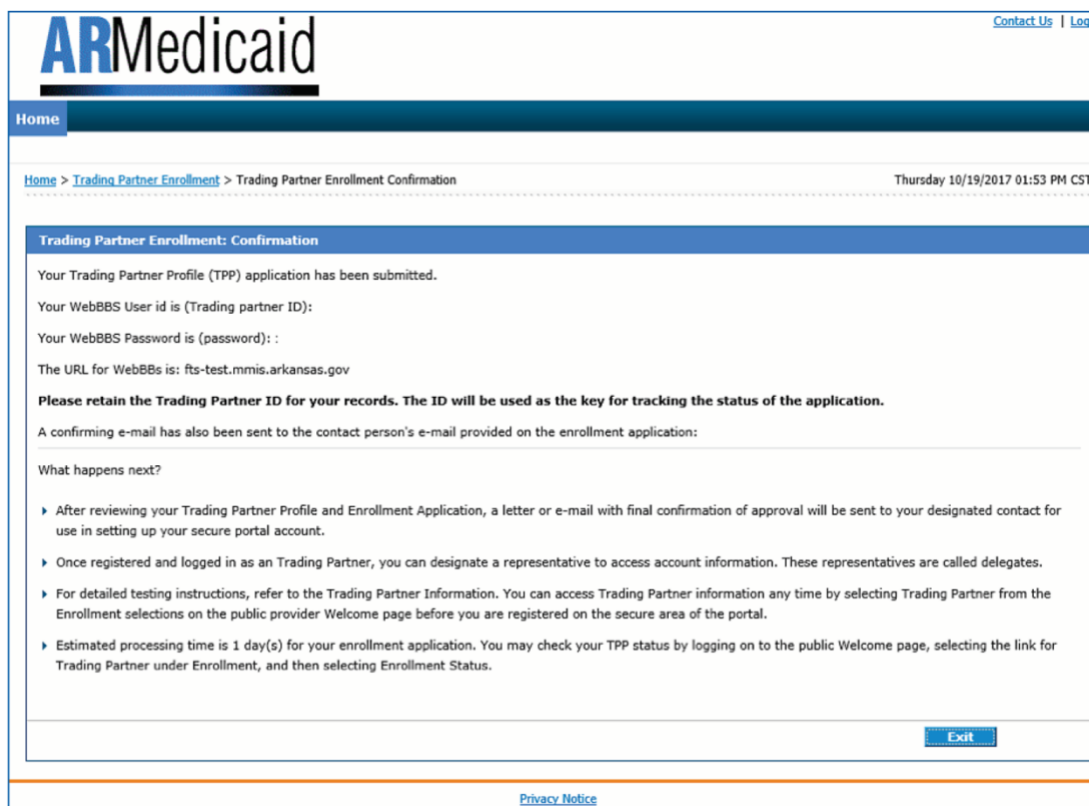 Contact Us | Log
ARMedicaid
Home
Home > Trading Partner Enrollment > Trading Partner Enrollment Confirmation
Thursday 10/19/2017 01:53 PM CST
Trading Partner Enrollment: Confirmation
Your Trading Partner Profile (TPP) application has been submitted.
Your WebBBS User id is (Trading partner ID):
Your WebBBS Password is (password): :
The URL for WebBBs is: fts-test.mmis.arkansas.gov
Please retain the Trading Partner ID for your records. The ID will be used as the key for tracking the status of the application.
A confirming e-mail has also been sent to the contact person's e-mail provided on the enrollment application:
What happens next?
After reviewing your Trading Partner Profile and Enrollment Application, a letter or e-mail with final confirmation of approval will be sent to your designated contact for
use in setting up your secure portal account.
Once registered and logged in as an Trading Partner, you can designate a representative to access account information. These representatives are called delegates.
For detailed testing instructions, refer to the Trading Partner Information. You can access Trading Partner information any time by selecting Trading Partner from the
Enrollment selections on the public provider Welcome page before you are registered on the secure area of the portal.
Estimated processing time is 1 day(s) for your enrollment application. You may check your TPP status by logging on to the public Welcome page, selecting the link for
Trading Partner under Enrollment, and then selecting Enrollment Status.
Exit
Privacy Notice